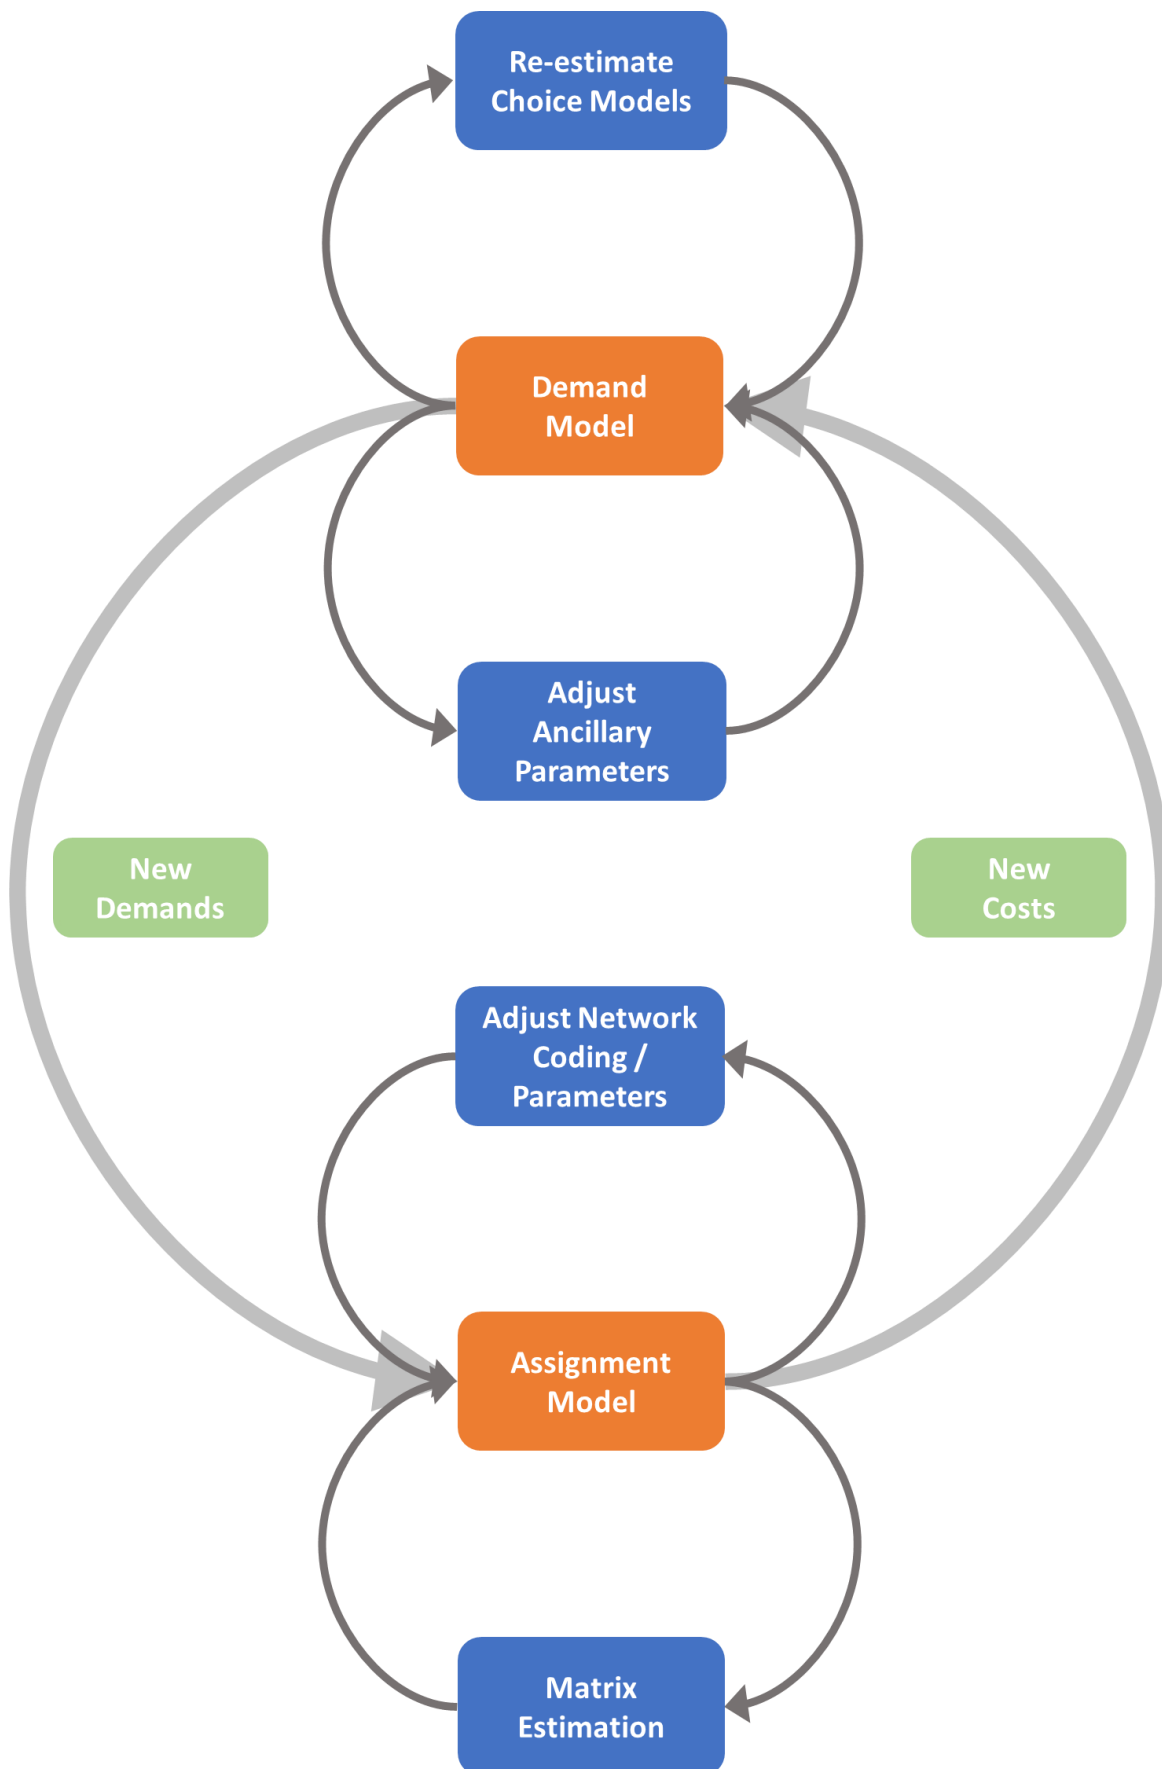 Re-estimate
Choice Models
Demand
Model
Adjust
Ancillary
Parameters
New
Demands
New
Costs
Adjust Network
Coding /
Parameters
Assignment
Model
Matrix
Estimation